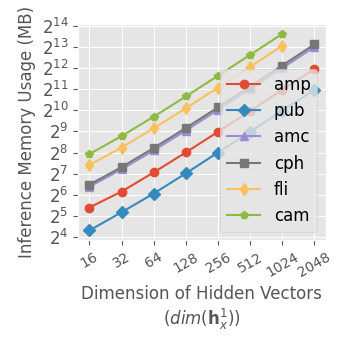 Inference Memory Usage (MB)
2^14
2^13
2^12
2^11
2^10
2^9
2^8
2^7
2^6
2^5
2^4
amp
pub
amc
cph
fli
cam
16 32 64 128 256 512 1024 2048
Dimension of Hidden Vectors
(dim(h_x^1))